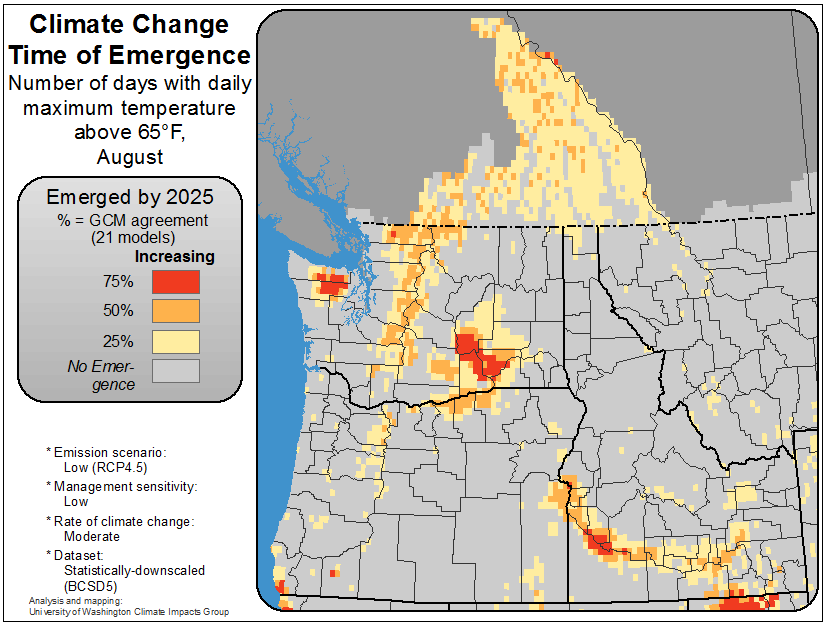 Climate Change
Time of Emergence
Number of days with daily
maximum temperature
above 65°F,
August
Emerged by 2025
% = GCM agreement
(21 models)
Increasing
75%
50%
25%
No Emer-
gence
* Emission scenario:
Low (RCP4.5)
* Management sensitivity:
Low
* Rate of climate change:
Moderate
* Dataset:
Statistically-downscaled
(BCSD5)
Analysis and mapping:
University of Washington Climate Impacts Group